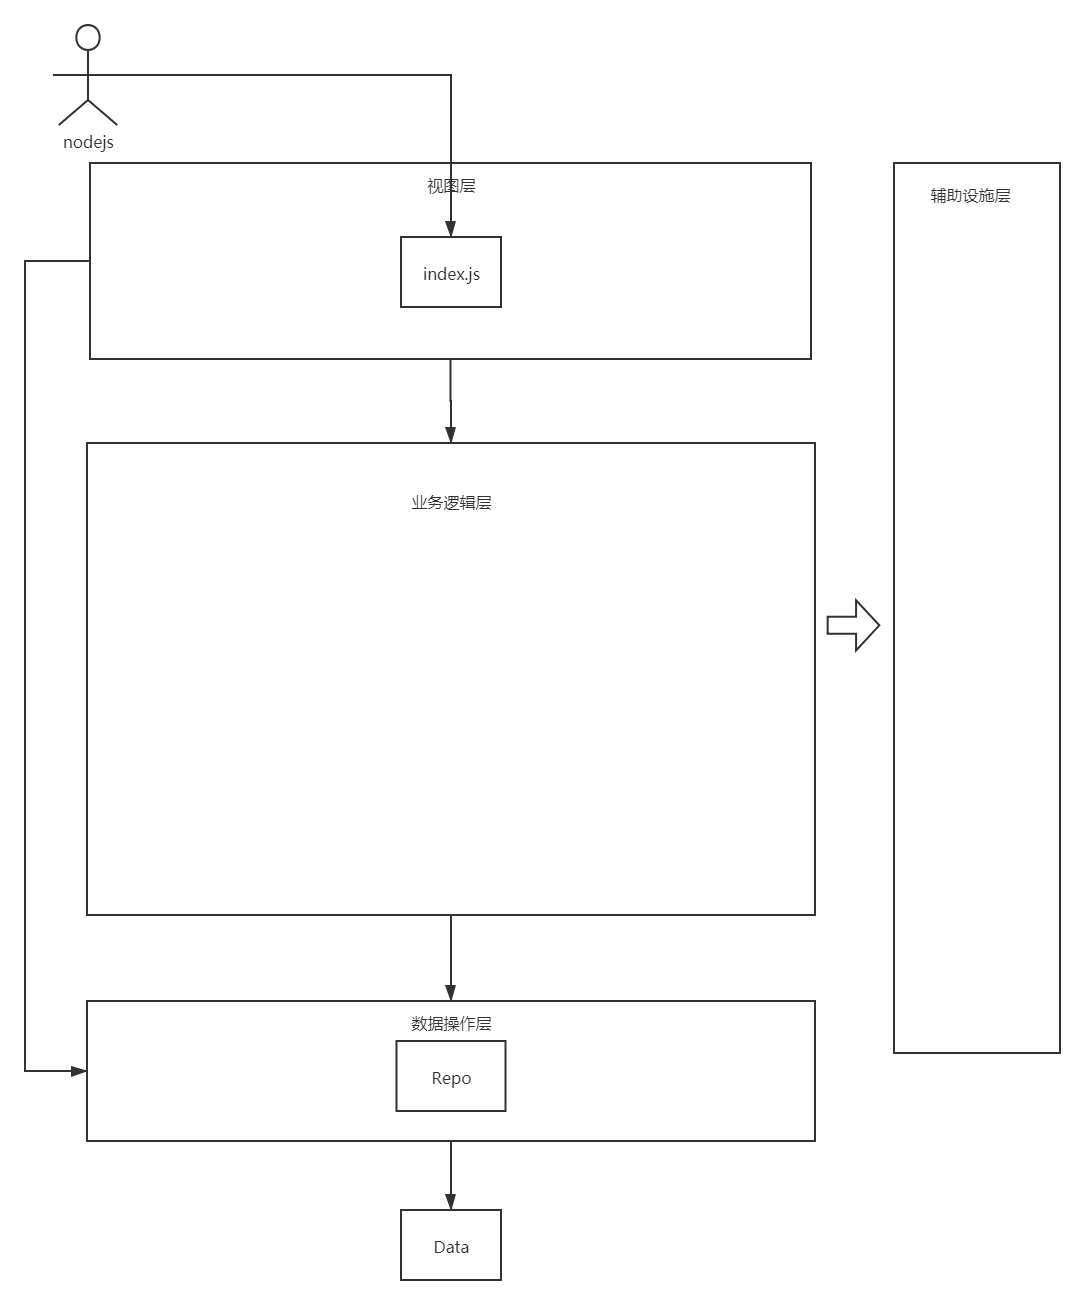 nodejs
视图层
辅助设施层
index.js
业务逻辑层
数据操作层
Repo
Data